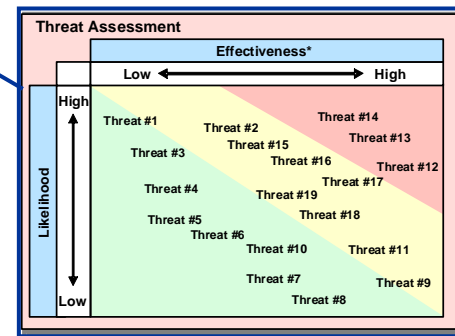 Threat Assessment
Effectiveness*
Low High
High
Threat #14
Threat #1
Threat #2
Threat #13
Threat #15
Threat #3
Threat #16
Threat #12
Threat #17
Threat #4
Threat #19
Likelihood
Threat #18
Threat #5
Threat #6
Threat #10
Threat #11
Threat #7
Threat #9
Low
Threat #8